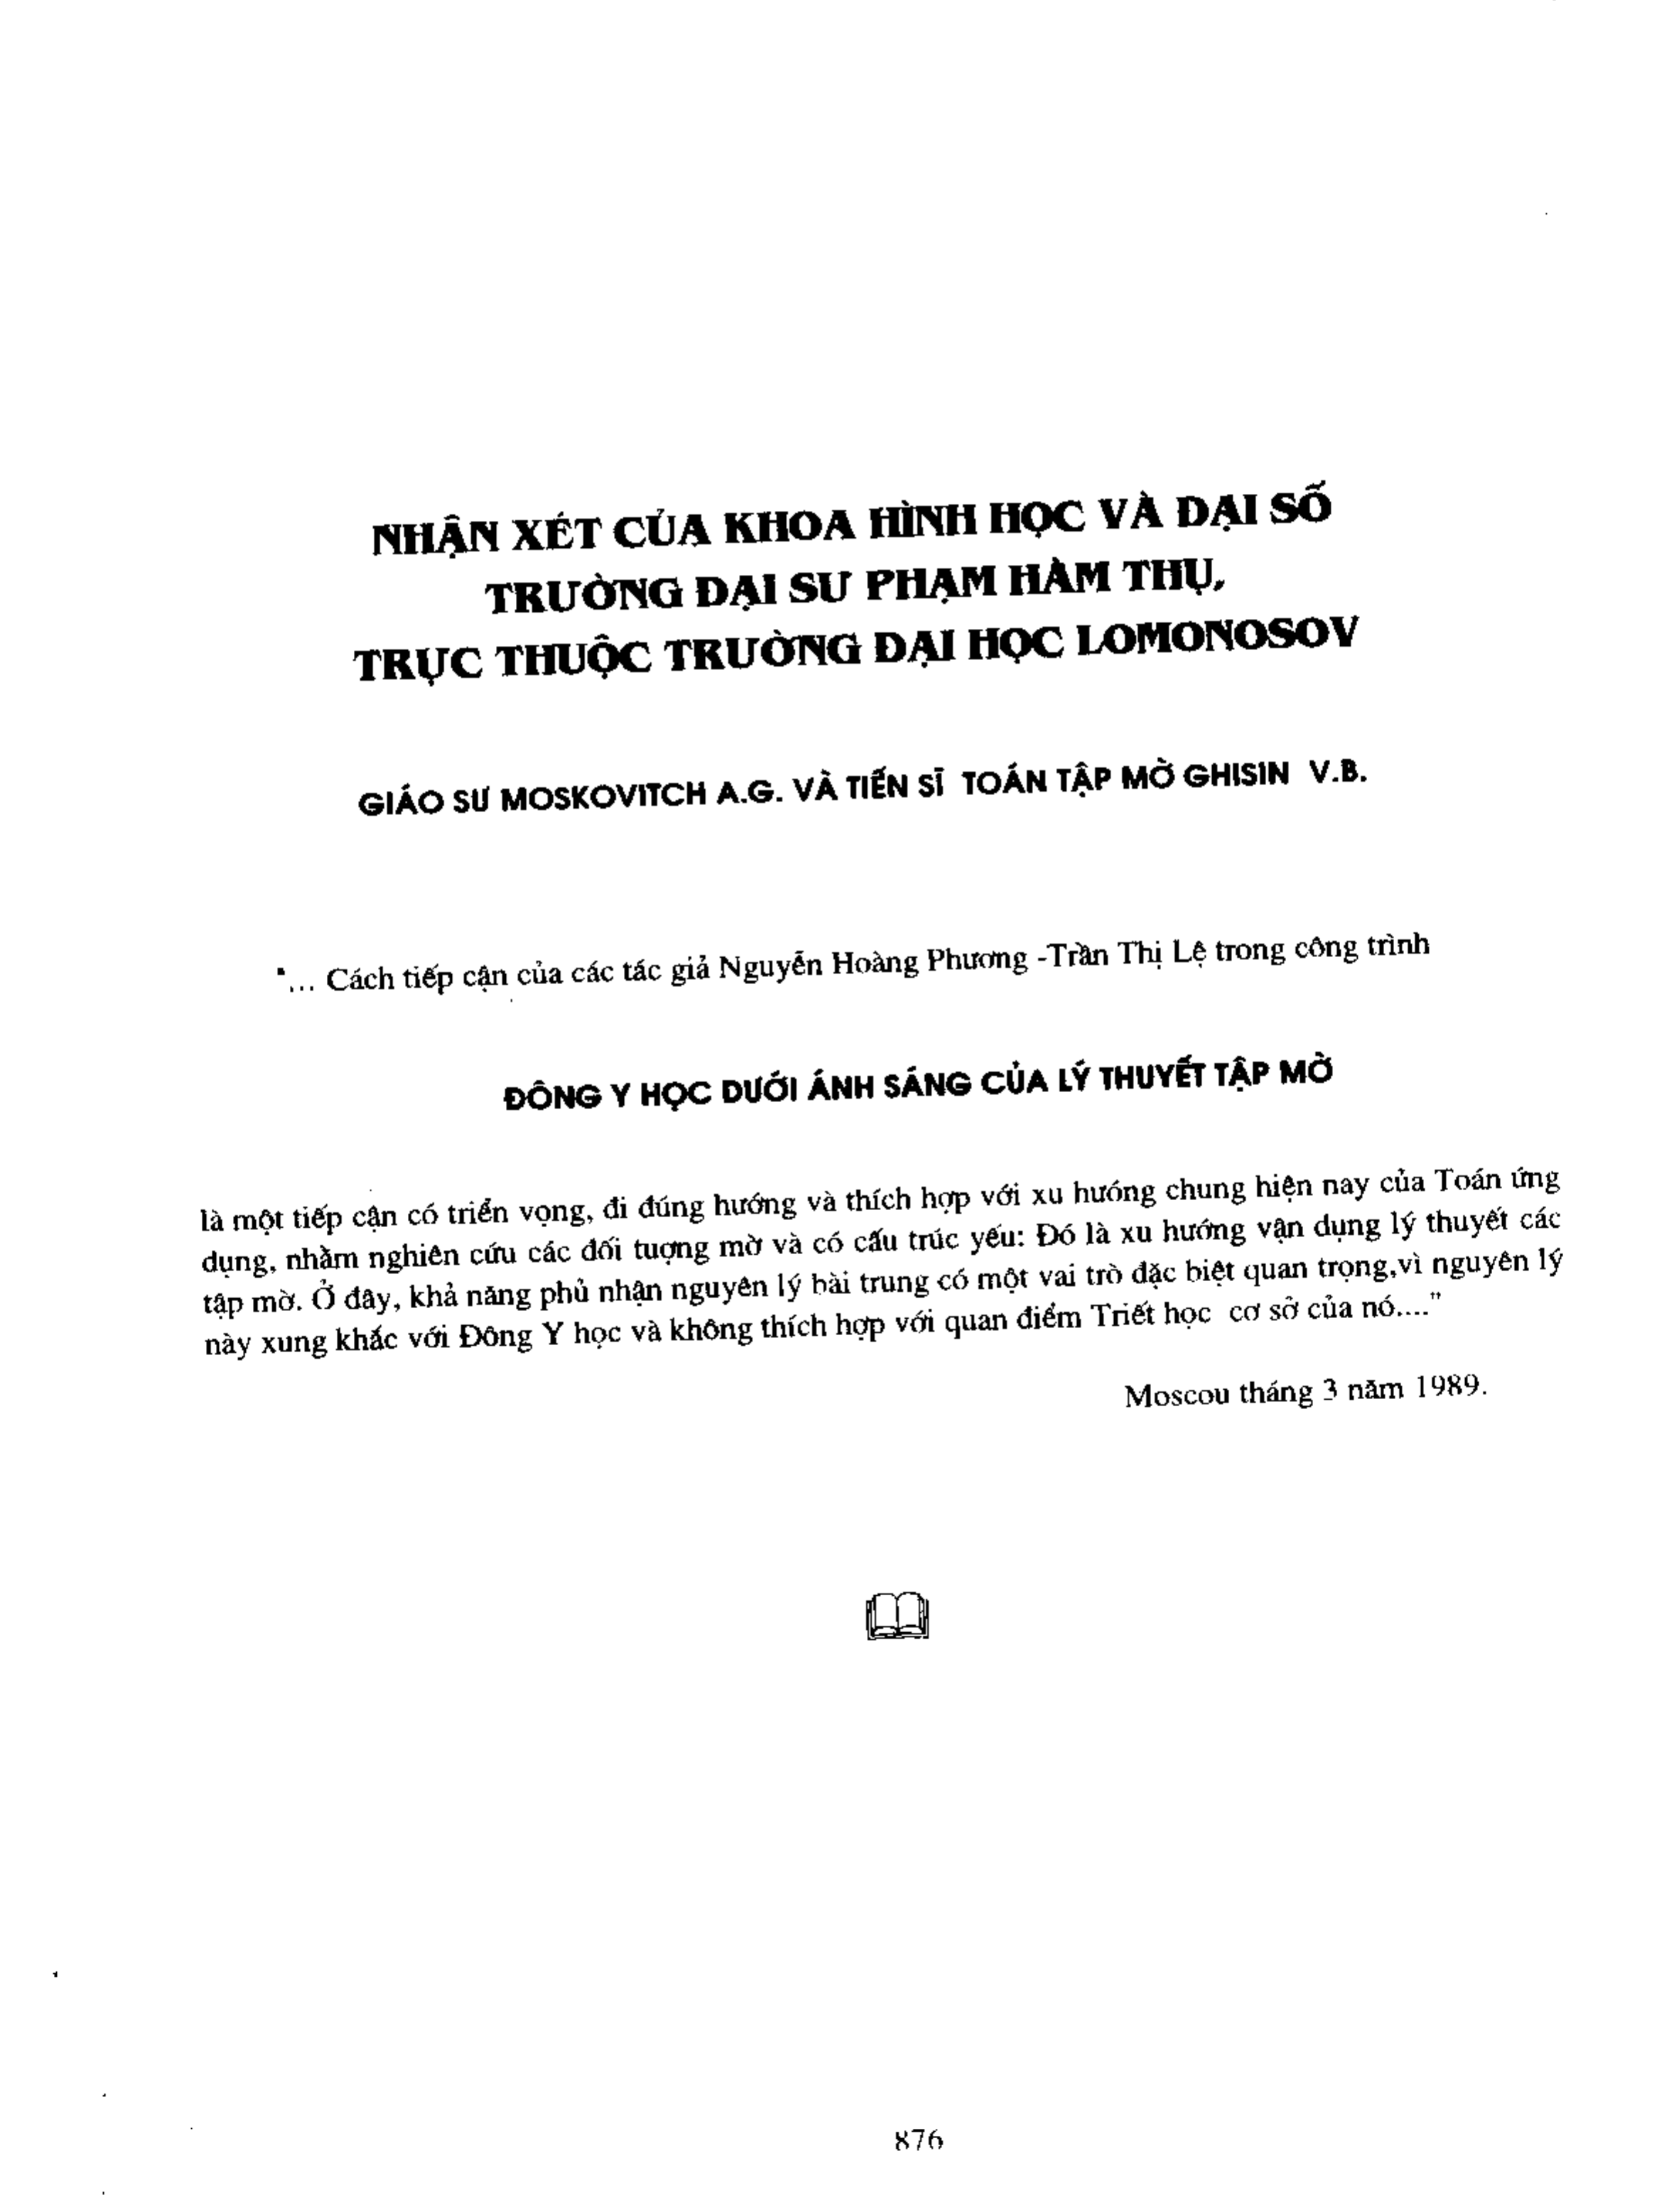 NHẬN XÉT CỦA KHOA HÌNH HỌC VÀ ĐẠI SỐ
TRƯỜNG ĐẠI SƯ PHẠM HÀM THỤ,
TRỰC THUỘC TRƯỜNG ĐẠI HỌC LOMONOSOV
GIÁO SƯ MOSKOVITCH A.G. VÀ TIẾN SĨ TOÁN TẬP MỜ GHISIN V.B.
"... Cách tiếp cận của các tác giả Nguyễn Hoàng Phương -Trần Thị Lệ trong công trình
ĐÔNG Y HỌC DƯỚI ÁNH SÁNG CỦA LÝ THUYẾT TẬP MỜ
là một tiếp cận có triển vọng, đi đúng hướng và thích hợp với xu hướng chung hiện nay của Toán ứng
dụng, nhằm nghiên cứu các đối tuợng mờ và có cấu trúc yếu: Đó là xu hướng vận dụng lý thuyết các
tập mờ. Ở đây, khả năng phủ nhận nguyên lý bài trung có một vai trò đặc biệt quan trọng,vì nguyên lý
này xung khắc với Đông Y học và không thích hợp với quan điểm Triết học cơ sở của nó...."
Moscou tháng 3 năm 1989.
876